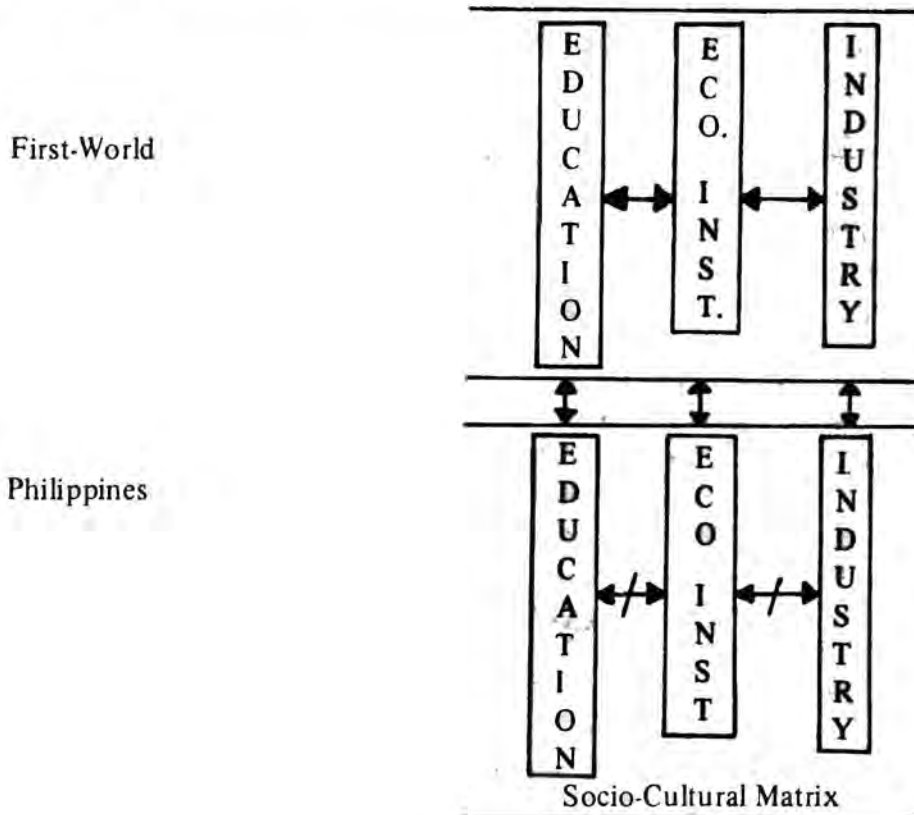 First-World
EDUCATION
ECO. INST.
INDUSTRY
Philippines
EDUCATION
ECO INST
INDUSTRY
Socio-Cultural Matrix